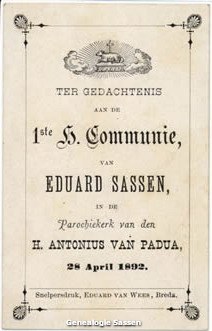 TER GEDACHTENIS
AAN DE
1ste H. Communie,
VAN
EDUARD SASSEN,
IN DE
Parochiekerk van den
H. ANTONIUS VAN PADUA,
28 April 1892.
Snelpersdruk, EDUARD VAN WEES, Breda.
Genealogie Sassen